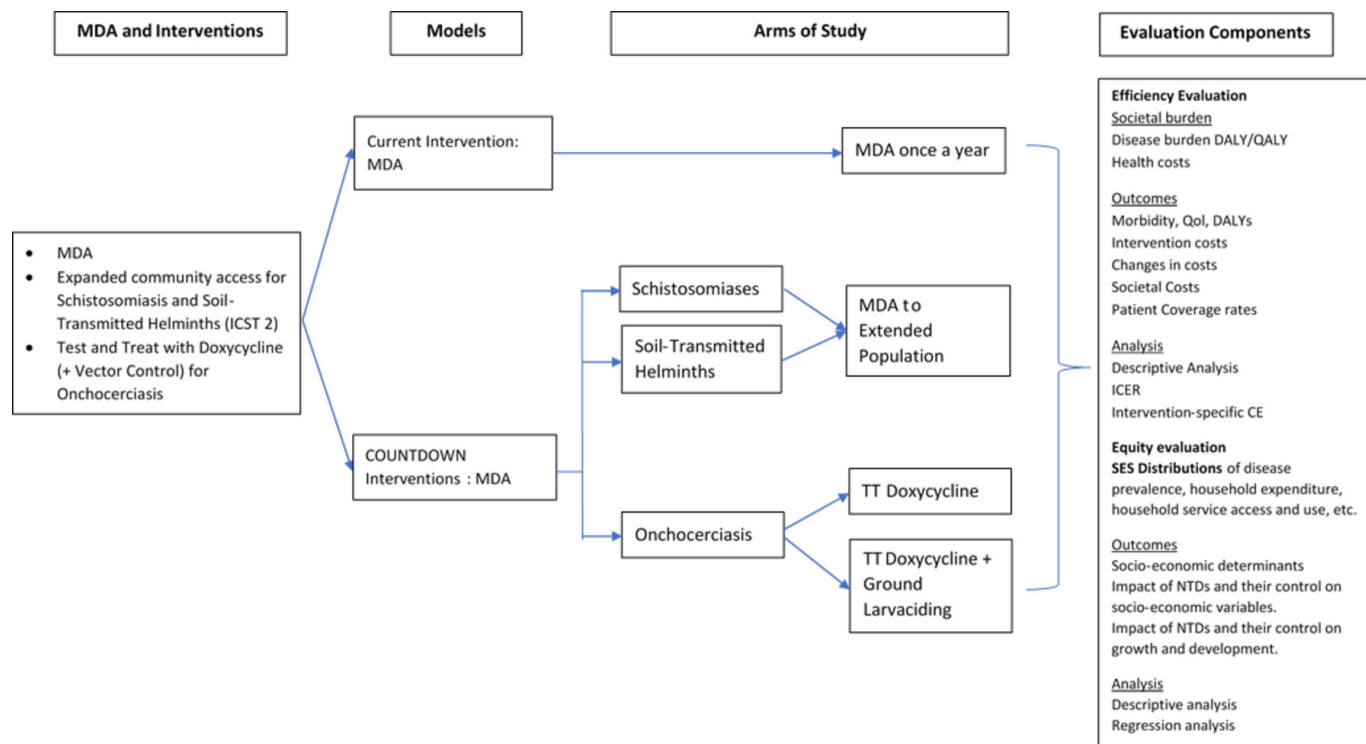 MDA and Interventions
Models
Arms of Study
Evaluation Components
• MDA
• Expanded community access for
Schistosomiasis and Soil-
Transmitted Helminths (ICST 2)
• Test and Treat with Doxycycline
(+ Vector Control) for
Onchocerciasis
Current Intervention:
MDA
COUNTDOWN
Interventions : MDA
MDA once a year
Schistosomiases
Soil-Transmitted
Helminths
MDA to
Extended
Population
Onchocerciasis
TT Doxycycline
TT Doxycycline +
Ground
Larvaciding
Efficiency Evaluation
Societal burden
Disease burden DALY/QALY
Health costs
Outcomes
Morbidity, Qol, DALYs
Intervention costs
Changes in costs
Societal Costs
Patient Coverage rates
Analysis
Descriptive Analysis
ICER
Intervention-specific CE
Equity evaluation
SES Distributions of disease
prevalence, household expenditure,
household service access and use, etc.
Outcomes
Socio-economic determinants
Impact of NTDs and their control on
socio-economic variables.
Impact of NTDs and their control on
growth and development.
Analysis
Descriptive analysis
Regression analysis